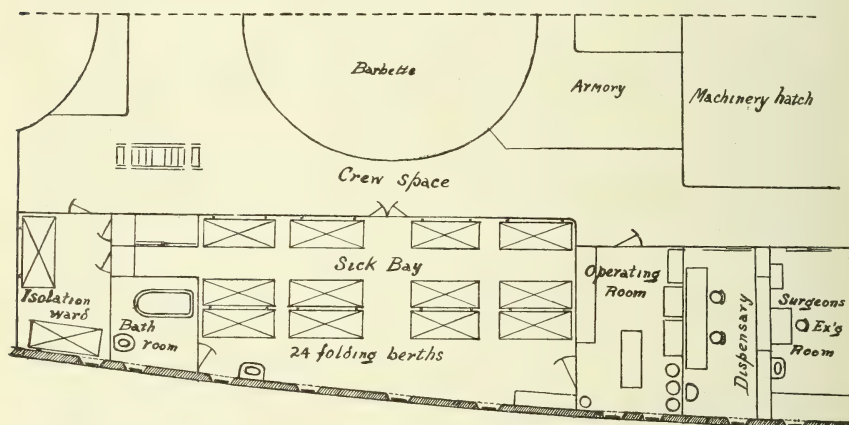 Barbette
Armory
Machinery hatch
Crew space
Sick Bay
Operating
Room
Isolation
ward
Bath
room
24 folding berths
Dispensary
Surgeons
Ex'g
Room